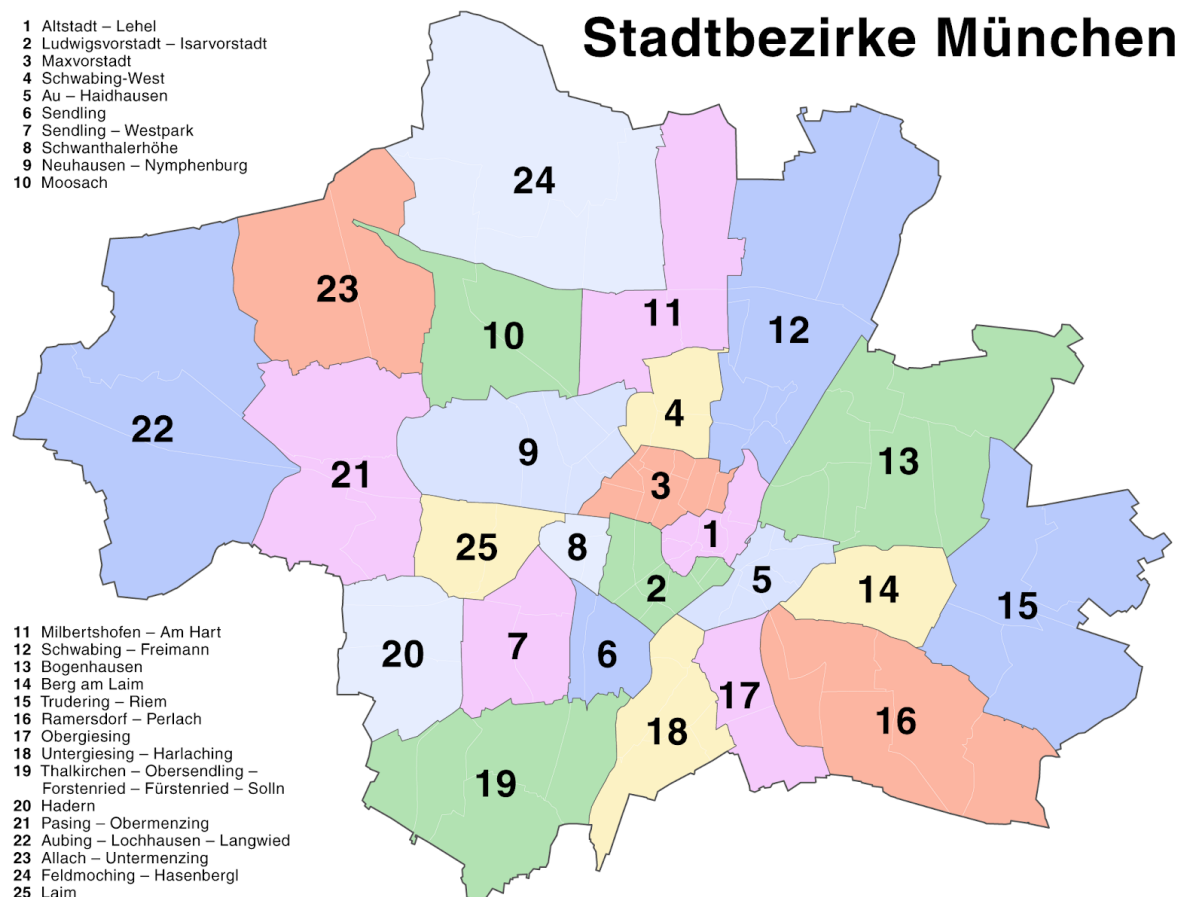 Stadtbezirke München
1 Altstadt – Lehel
2 Ludwigsvorstadt – Isarvorstadt
3 Maxvorstadt
4 Schwabing-West
5 Au – Haidhausen
6 Sendling
7 Sendling – Westpark
8 Schwanthalerhöhe
9 Neuhausen – Nymphenburg
10 Moosach
24
23
11
10
12
22
4
9
13
21
3
1
25
8
5
2
14
15
20
7
6
17
18
16
19
11 Milbertshofen – Am Hart
12 Schwabing – Freimann
13 Bogenhausen
14 Berg am Laim
15 Trudering – Riem
16 Ramersdorf – Perlach
17 Obergiesing
18 Untergiesing – Harlaching
19 Thalkirchen – Obersendling –
Forstenried – Fürstenried – Solln
20 Hadern
21 Pasing – Obermenzing
22 Aubing – Lochhausen – Langwied
23 Allach – Untermenzing
24 Feldmoching – Hasenbergl
25 Laim